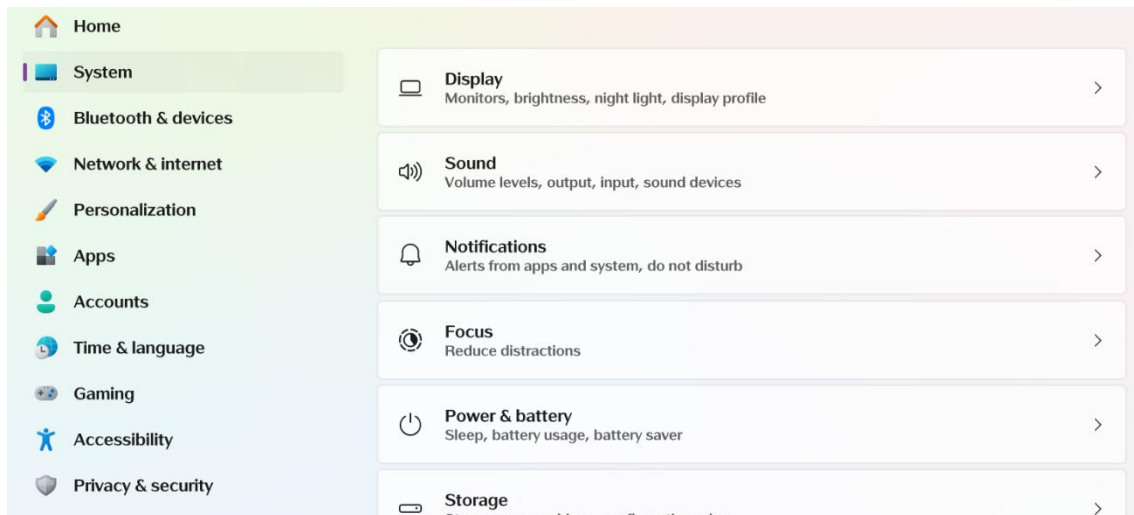 Home
System
Bluetooth & devices
Network & internet
Personalization
Apps
Accounts
Time & language
Gaming
Accessibility
Privacy & security
Display
Monitors, brightness, night light, display profile
Sound
Volume levels, output, input, sound devices
Notifications
Alerts from apps and system, do not disturb
Focus
Reduce distractions
Power & battery
Sleep, battery usage, battery saver
Storage